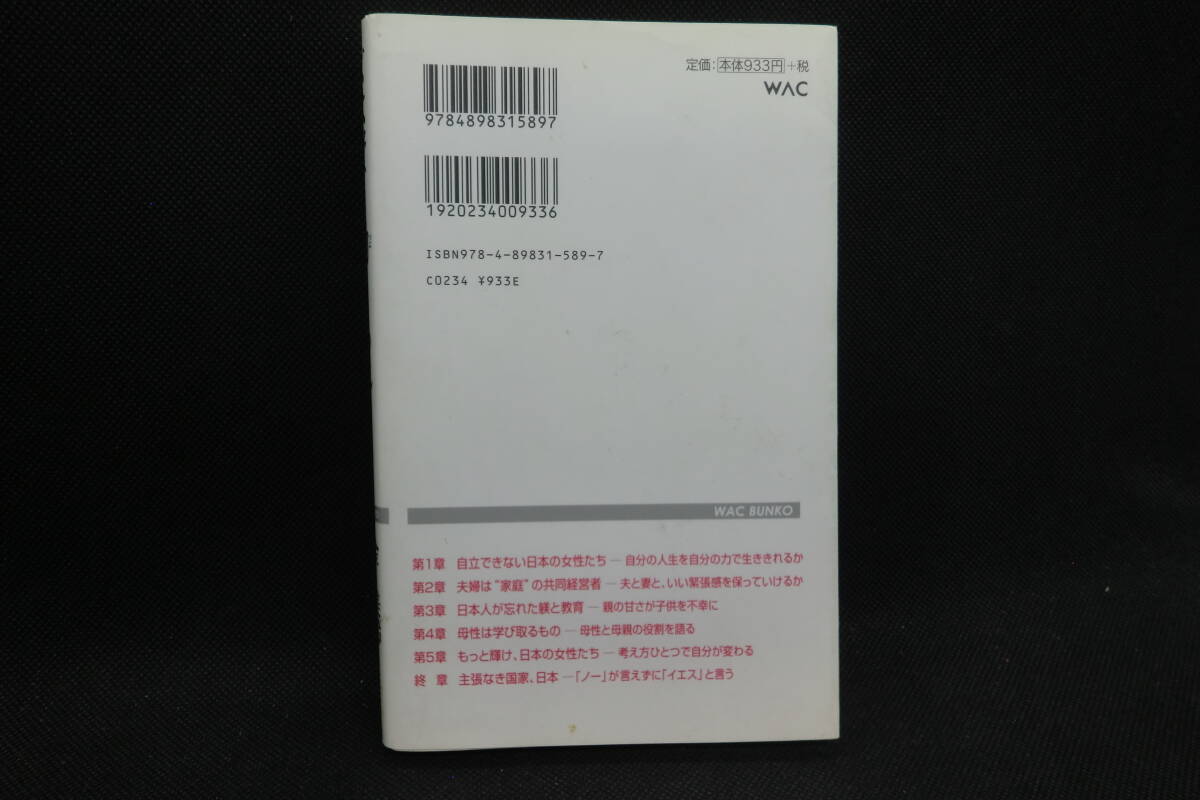 9784898315897
定価:本体933円+税
WAC
1920234009336
ISBN978-4-89831-589-7
C0234 ¥933E
WAC BUNKO
第1章 自立できない日本の女性たち — 自分の人生を自分の力で生ききれるか
第2章 夫婦は“家庭”の共同経営者 — 夫と妻と、いい緊張感を保っていけるか
第3章 日本人が忘れた躾と教育 — 親の甘さが子供を不幸に
第4章 母性は学び取るもの — 母性と母親の役割を語る
第5章 もっと輝け、日本の女性たち — 考え方ひとつで自分が変わる
終 章 主張なき国家、日本 —「ノー」が言えずに「イエス」と言う